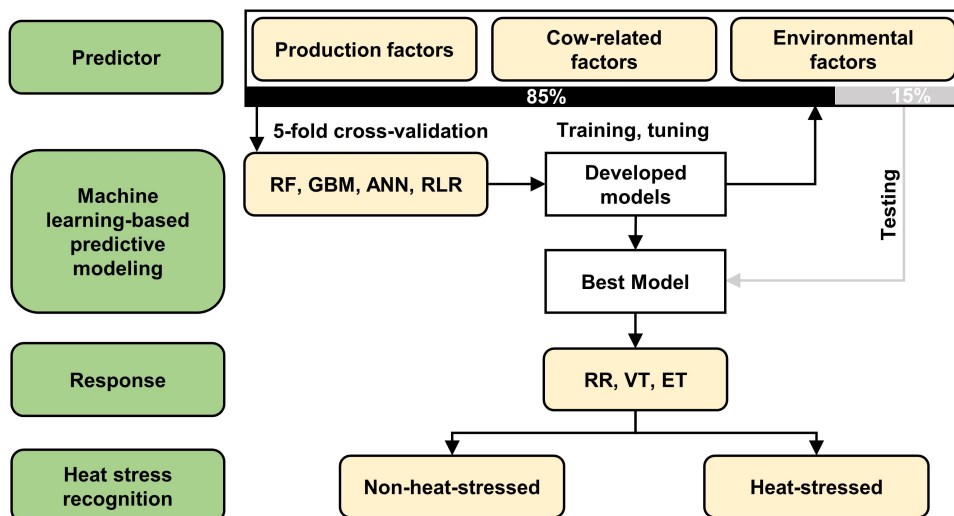 Predictor
Production factors
Cow-related
factors
Environmental
factors
85%
15%
5-fold cross-validation
Training, tuning
Machine
learning-based
predictive
modeling
RF, GBM, ANN, RLR
Developed
models
Testing
Best Model
Response
RR, VT, ET
Heat stress
recognition
Non-heat-stressed
Heat-stressed